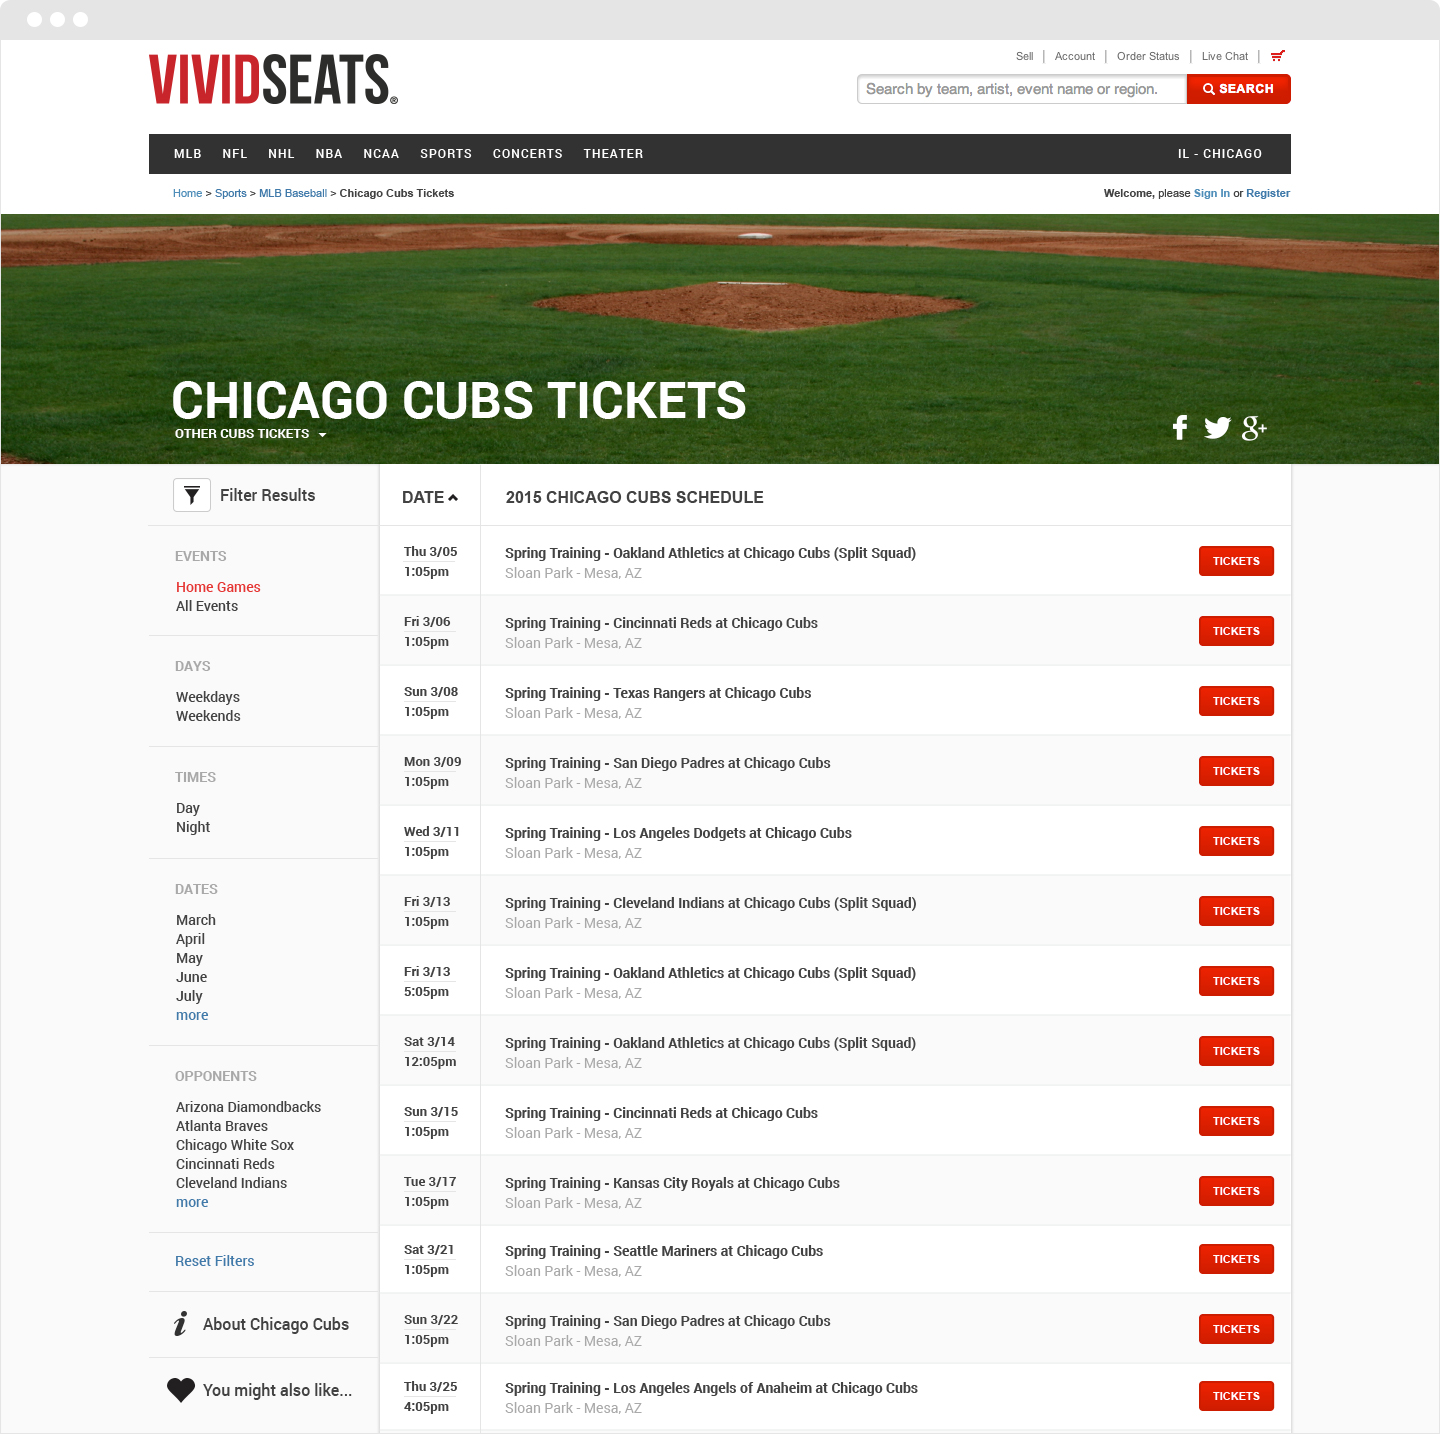 VIVIDSEATS®
Sell | Account | Order Status | Live Chat |
Search by team, artist, event name or region.
SEARCH
MLB NFL NHL NBA NCAA SPORTS CONCERTS THEATER IL - CHICAGO
Home > Sports > MLB Baseball > Chicago Cubs Tickets
Welcome, please Sign In or Register
CHICAGO CUBS TICKETS
OTHER CUBS TICKETS
f g+
Filter Results
EVENTS
Home Games
All Events
DAYS
Weekdays
Weekends
TIMES
Day
Night
DATES
March
April
May
June
July
more
OPPONENTS
Arizona Diamondbacks
Atlanta Braves
Chicago White Sox
Cincinnati Reds
Cleveland Indians
more
Reset Filters
i About Chicago Cubs
You might also like...
DATE 2015 CHICAGO CUBS SCHEDULE
Thu 3/05 Spring Training - Oakland Athletics at Chicago Cubs (Split Squad)
1:05pm Sloan Park - Mesa, AZ
TICKETS
Fri 3/06 Spring Training - Cincinnati Reds at Chicago Cubs
1:05pm Sloan Park - Mesa, AZ
TICKETS
Sun 3/08 Spring Training - Texas Rangers at Chicago Cubs
1:05pm Sloan Park - Mesa, AZ
TICKETS
Mon 3/09 Spring Training - San Diego Padres at Chicago Cubs
1:05pm Sloan Park - Mesa, AZ
TICKETS
Wed 3/11 Spring Training - Los Angeles Dodgets at Chicago Cubs
1:05pm Sloan Park - Mesa, AZ
TICKETS
Fri 3/13 Spring Training - Cleveland Indians at Chicago Cubs (Split Squad)
1:05pm Sloan Park - Mesa, AZ
TICKETS
Fri 3/13 Spring Training - Oakland Athletics at Chicago Cubs (Split Squad)
5:05pm Sloan Park - Mesa, AZ
TICKETS
Sat 3/14 Spring Training - Oakland Athletics at Chicago Cubs (Split Squad)
12:05pm Sloan Park - Mesa, AZ
TICKETS
Sun 3/15 Spring Training - Cincinnati Reds at Chicago Cubs
1:05pm Sloan Park - Mesa, AZ
TICKETS
Tue 3/17 Spring Training - Kansas City Royals at Chicago Cubs
1:05pm Sloan Park - Mesa, AZ
TICKETS
Sat 3/21 Spring Training - Seattle Mariners at Chicago Cubs
1:05pm Sloan Park - Mesa, AZ
TICKETS
Sun 3/22 Spring Training - San Diego Padres at Chicago Cubs
1:05pm Sloan Park - Mesa, AZ
TICKETS
Thu 3/25 Spring Training - Los Angeles Angels of Anaheim at Chicago Cubs
4:05pm Sloan Park - Mesa, AZ
TICKETS